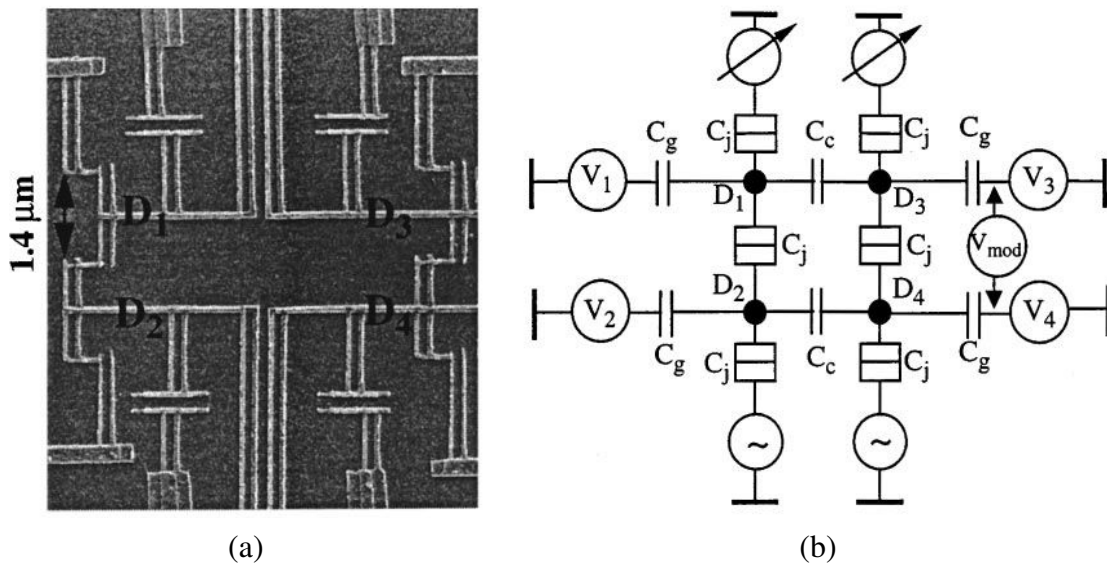 1.4 μm
D1
D3
D2
D4
(a)
Cj
Cc
Cj
Cg
Cg
V1
V3
D1
D3
Cj
Cj
Vmod
D2
D4
V2
V4
Cg
Cj
Cc
Cj
Cg
~
~
(b)